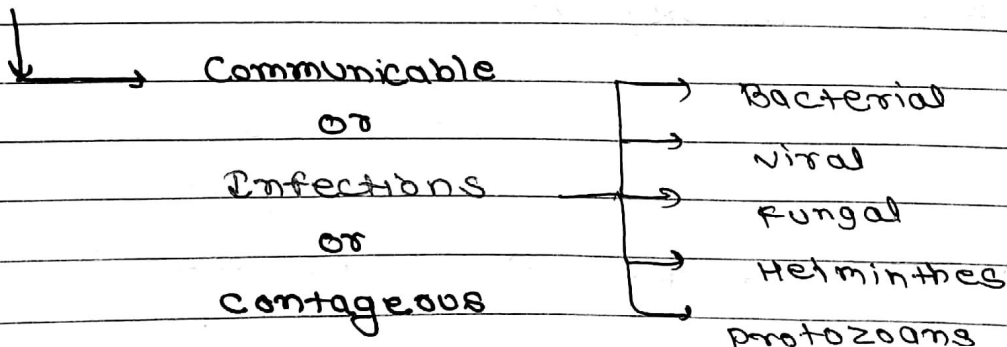 Communicable
or
Infections
or
Contageous
Bacterial
Viral
Fungal
Helminthes
Protozoans